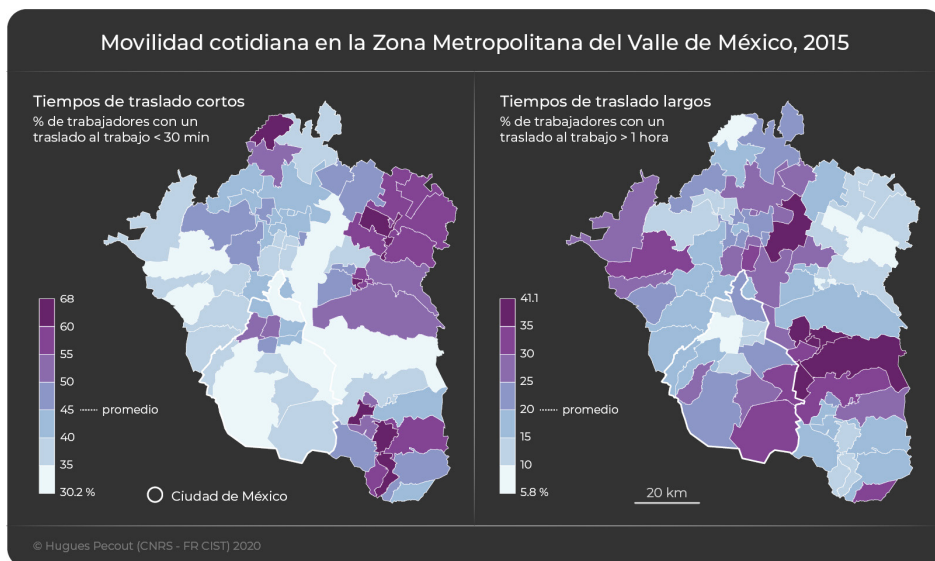 Movilidad cotidiana en la Zona Metropolitana del Valle de México, 2015
Tiempos de traslado cortos
% de trabajadores con un
traslado al trabajo < 30 min
68
60
55
50
45
promedio
40
35
30.2 %
Ciudad de México
Tiempos de traslado largos
% de trabajadores con un
traslado al trabajo > 1 hora
41.1
35
30
25
20
promedio
15
10
5.8 %
20 km
© Hugues Pecout (CNRS - FR CIST) 2020